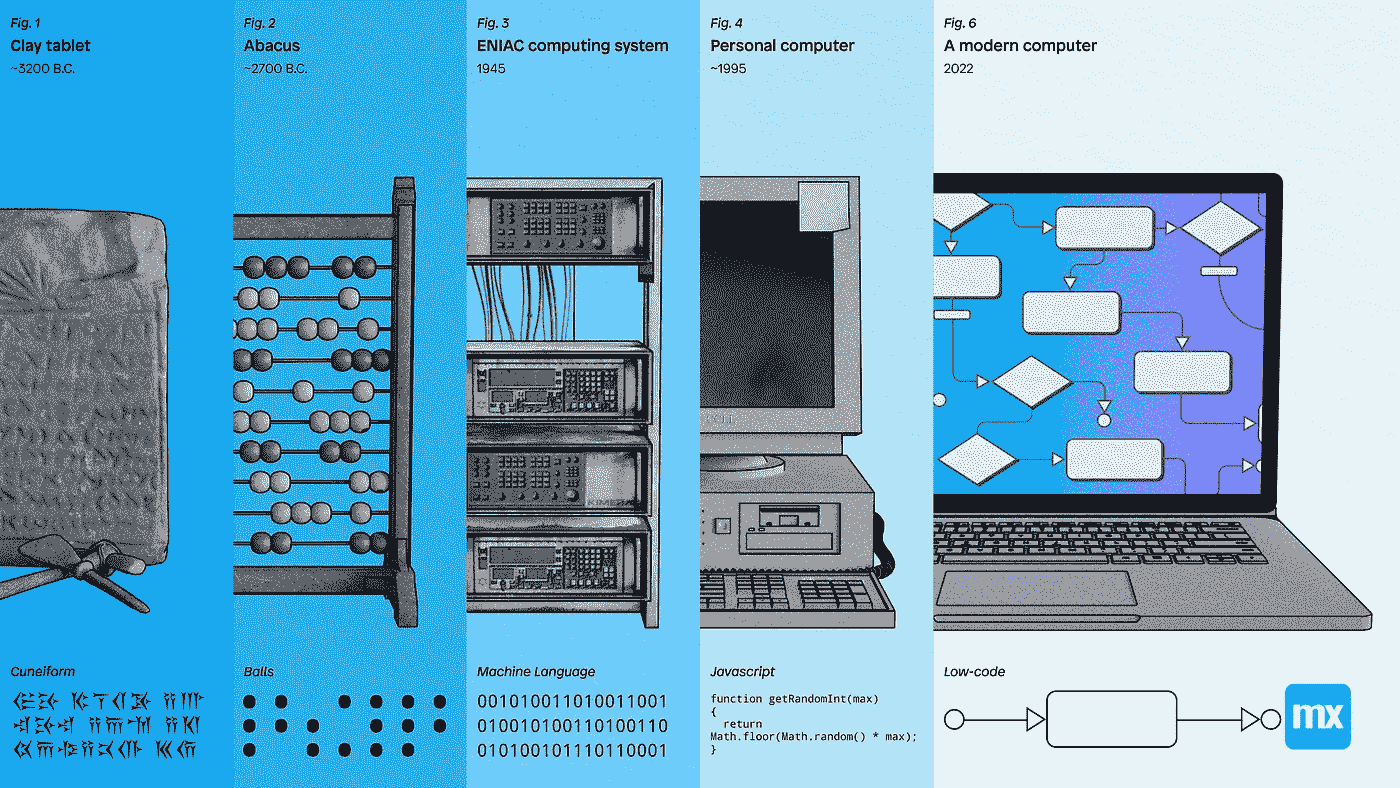 Fig. 1
Clay tablet
~3200 B.C.
Cuneiform
Fig. 2
Abacus
~2700 B.C.
Balls
Fig. 3
ENIAC computing system
1945
Machine Language
001010011010011001
010010100110100110
010100101110110001
Fig. 4
Personal computer
~1995
Javascript
function getRandomInt(max)
{
return
Math.floor(Math.random() * max);
}
Fig. 6
A modern computer
2022
Low-code
mx